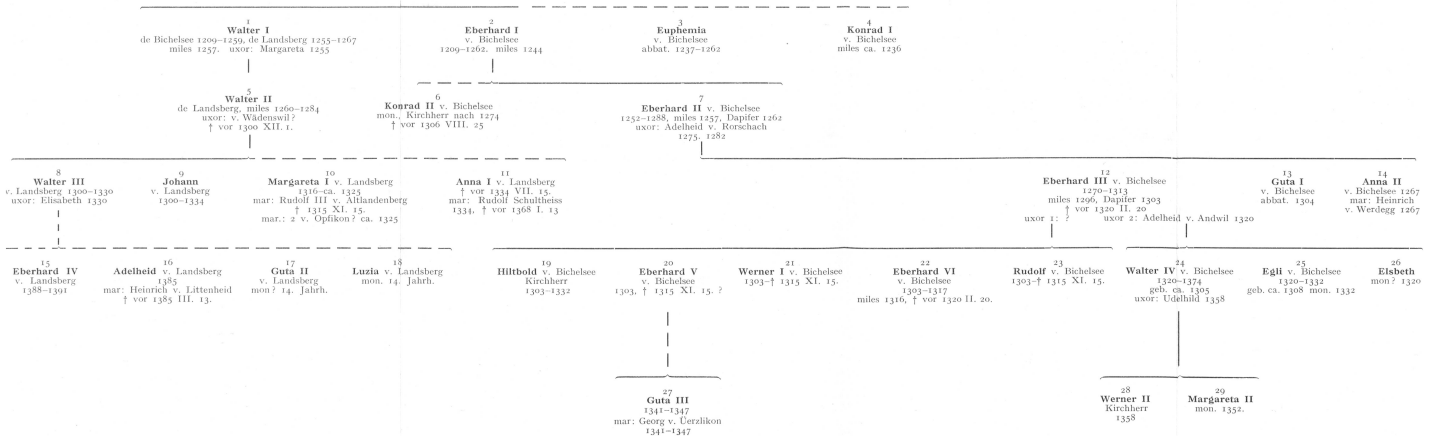 1
Walter I
de Bichelsee 1209–1259, de Landsberg 1255–1267
miles 1257. uxor: Margareta 1255
2
Eberhard I
v. Bichelsee
1209–1262. miles 1244
3
Euphemia
v. Bichelsee
abbat. 1237–1262
4
Konrad I
v. Bichelsee
miles ca. 1236
5
Walter II
de Landsberg, miles 1260–1284
uxor: v. Wädenswil?
† vor 1300 XII. 1.
6
Konrad II v. Bichelsee
mon., Kirchherr nach 1274
† vor 1306 VIII. 25
7
Eberhard II v. Bichelsee
1252–1288, miles 1257, Dapifer 1262
uxor: Adelheid v. Rorschach
1275. 1282
8
Walter III
v. Landsberg 1300–1330
uxor: Elisabeth 1330
9
Johann
v. Landsberg
1300–1334
10
Margareta I v. Landsberg
1316–ca. 1325
mar: Rudolf III v. Altlandenberg
† 1315 XI. 15.
mar.: 2 v. Opfikon? ca. 1325
11
Anna I v. Landsberg
† vor 1334 VII. 15.
mar: Rudolf Schultheiss
1334, † vor 1368 I. 13
12
Eberhard III v. Bichelsee
1270–1313
miles 1296, Dapifer 1303
† vor 1320 II. 20
uxor 1: ? uxor 2: Adelheid v. Andwil 1320
13
Guta I
v. Bichelsee
abbat. 1304
14
Anna II
v. Bichelsee 1267
mar: Heinrich
v. Werdegg 1267
15
Eberhard IV
v. Landsberg
1388–1391
16
Adelheid v. Landsberg
1385
mar: Heinrich v. Littenheid
† vor 1385 III. 13.
17
Guta II
v. Landsberg
mon? 14. Jahrh.
18
Luzia v. Landsberg
mon. 14. Jahrh.
19
Hiltbold v. Bichelsee
Kirchherr
1303–1332
20
Eberhard V
v. Bichelsee
1303, † 1315 XI. 15. ?
21
Werner I v. Bichelsee
1303–† 1315 XI. 15.
22
Eberhard VI
v. Bichelsee
1303–1317
miles 1316, † vor 1320 II. 20.
23
Rudolf v. Bichelsee
1303–† 1315 XI. 15.
24
Walter IV v. Bichelsee
1320–1374
geb. ca. 1305
uxor: Udelhild 1358
25
Egli v. Bichelsee
1320–1332
geb. ca. 1308 mon. 1332
26
Elsbeth
mon? 1320
27
Guta III
1341–1347
mar: Georg v. Üerzlikon
1341–1347
28
Werner II
Kirchherr
1358
29
Margareta II
mon. 1352.